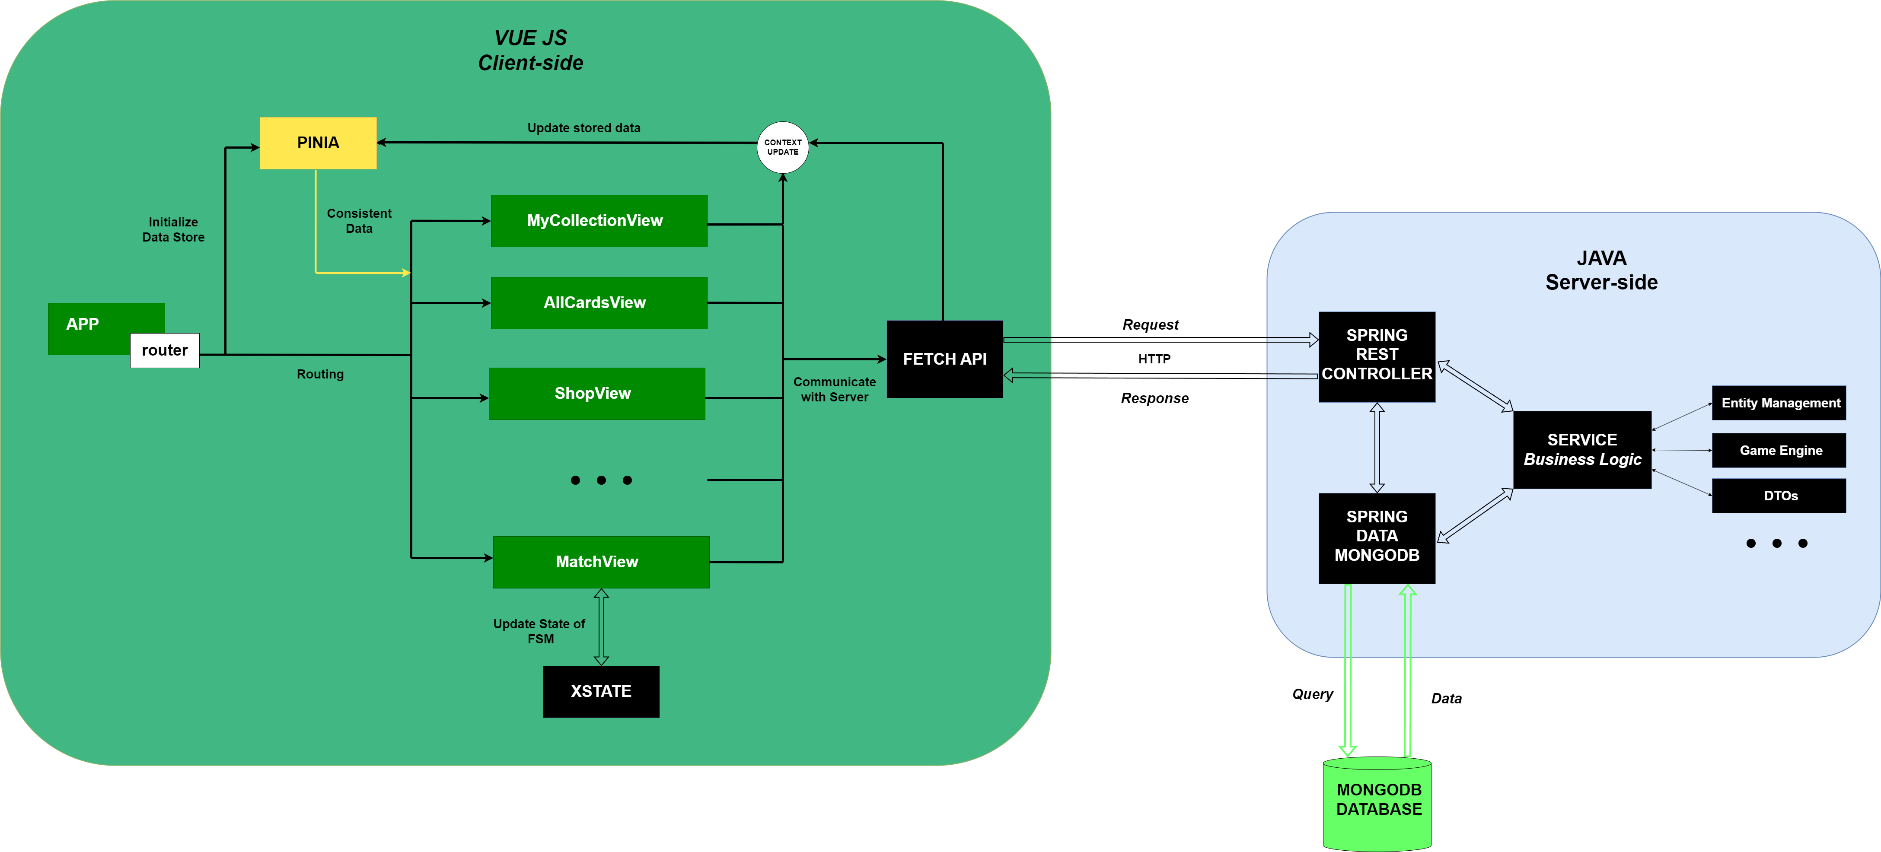 VUE JS
Client-side
PINIA
Update stored data
CONTEXT
UPDATE
Initialize
Data Store
Consistent
Data
MyCollectionView
AllCardsView
APP
router
Routing
ShopView
MatchView
Update State of
FSM
XSTATE
Communicate
with Server
FETCH API
Request
HTTP
Response
JAVA
Server-side
SPRING
REST
CONTROLLER
SERVICE
Business Logic
Entity Management
Game Engine
DTOs
SPRING
DATA
MONGODB
Query
Data
MONGODB
DATABASE